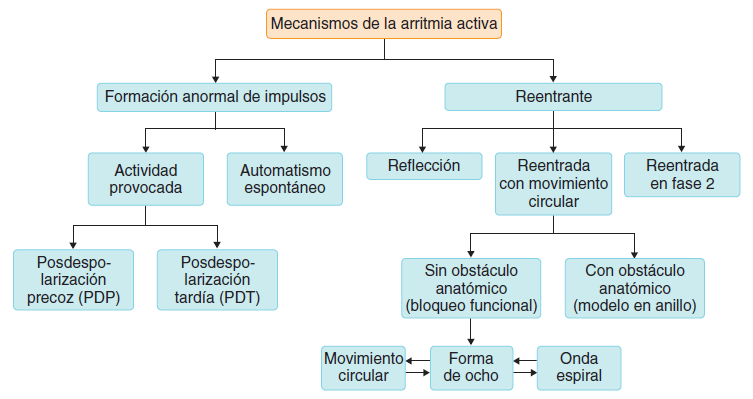 Mecanismos de la arritmia activa
Formación anormal de impulsos
Reentrante
Actividad
provocada
Automatismo
espontáneo
Reflección
Reentrada
con movimiento
circular
Reentrada
en fase 2
Posdespo-
larización
precoz (PDP)
Posdespo-
larización
tardía (PDT)
Sin obstáculo
anatómico
(bloqueo funcional)
Con obstáculo
anatómico
(modelo en anillo)
Movimiento
circular
Forma
de ocho
Onda
espiral